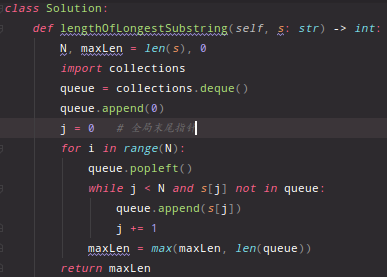 class Solution:
    def lengthOfLongestSubstring(self, s: str) -> int:
        N, maxLen = len(s), 0
        import collections
        queue = collections.deque()
        queue.append(0)
        j = 0   # 全局末尾指针
        for i in range(N):
            queue.popleft()
            while j < N and s[j] not in queue:
                queue.append(s[j])
                j += 1
            maxLen = max(maxLen, len(queue))
        return maxLen